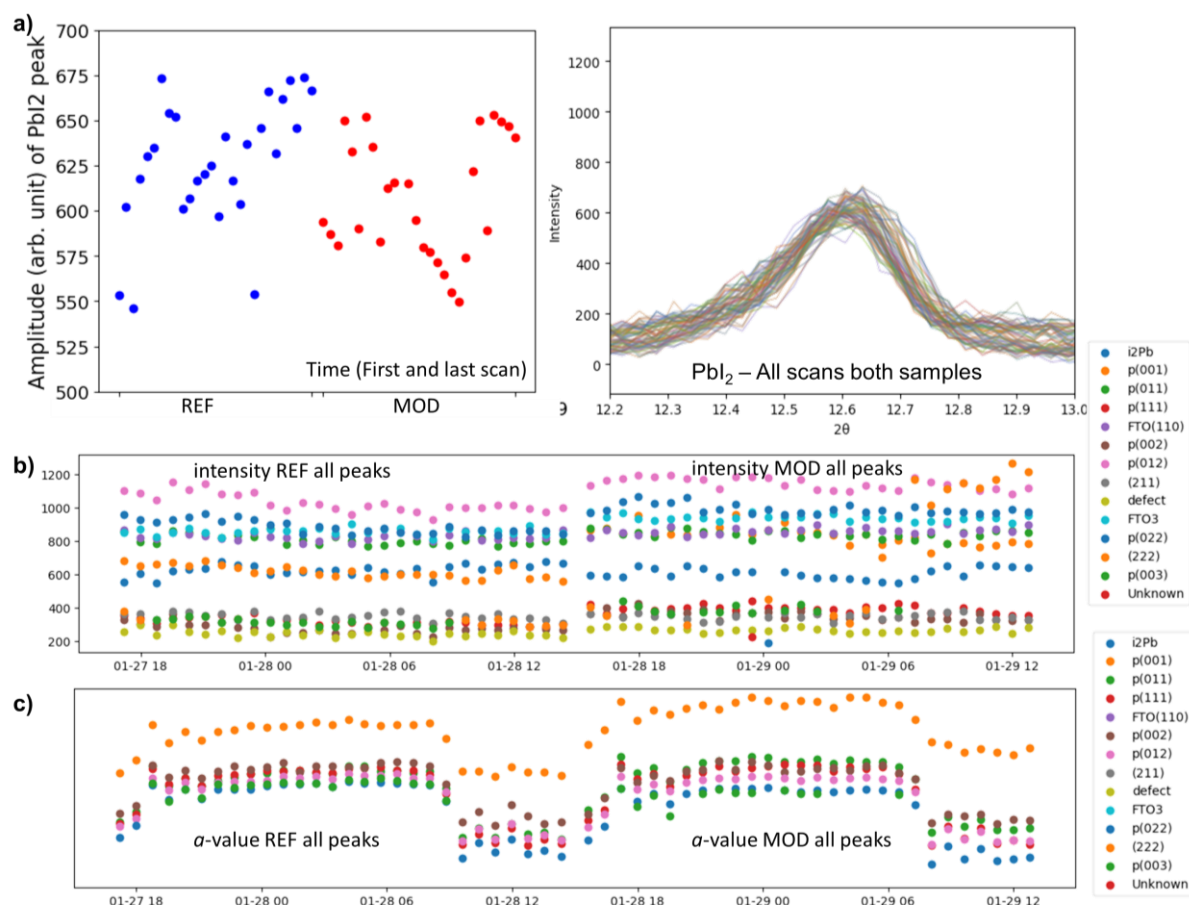 a)
700
675
650
625
600
575
550
525
500
Amplitude (arb. unit) of PbI2 peak
Time (First and last scan)
REF
MOD
1200
1000
800
600
400
200
0
Intensity
PbI₂ – All scans both samples
9
12.2
12.3
12.4
12.5
12.6
12.7
12.8
12.9
13.0
2θ
i2Pb
p(001)
p(011)
p(111)
FTO(110)
p(002)
p(012)
(211)
defect
FTO3
p(022)
(222)
p(003)
Unknown
b)
intensity REF all peaks
intensity MOD all peaks
1200
1000
800
600
400
200
01-27 18
01-28 00
01-28 06
01-28 12
01-28 18
01-29 00
01-29 06
01-29 12
c)
a-value REF all peaks
a-value MOD all peaks
01-27 18
01-28 00
01-28 06
01-28 12
01-28 18
01-29 00
01-29 06
01-29 12
i2Pb
p(001)
p(011)
p(111)
FTO(110)
p(002)
p(012)
(211)
defect
FTO3
p(022)
(222)
p(003)
Unknown